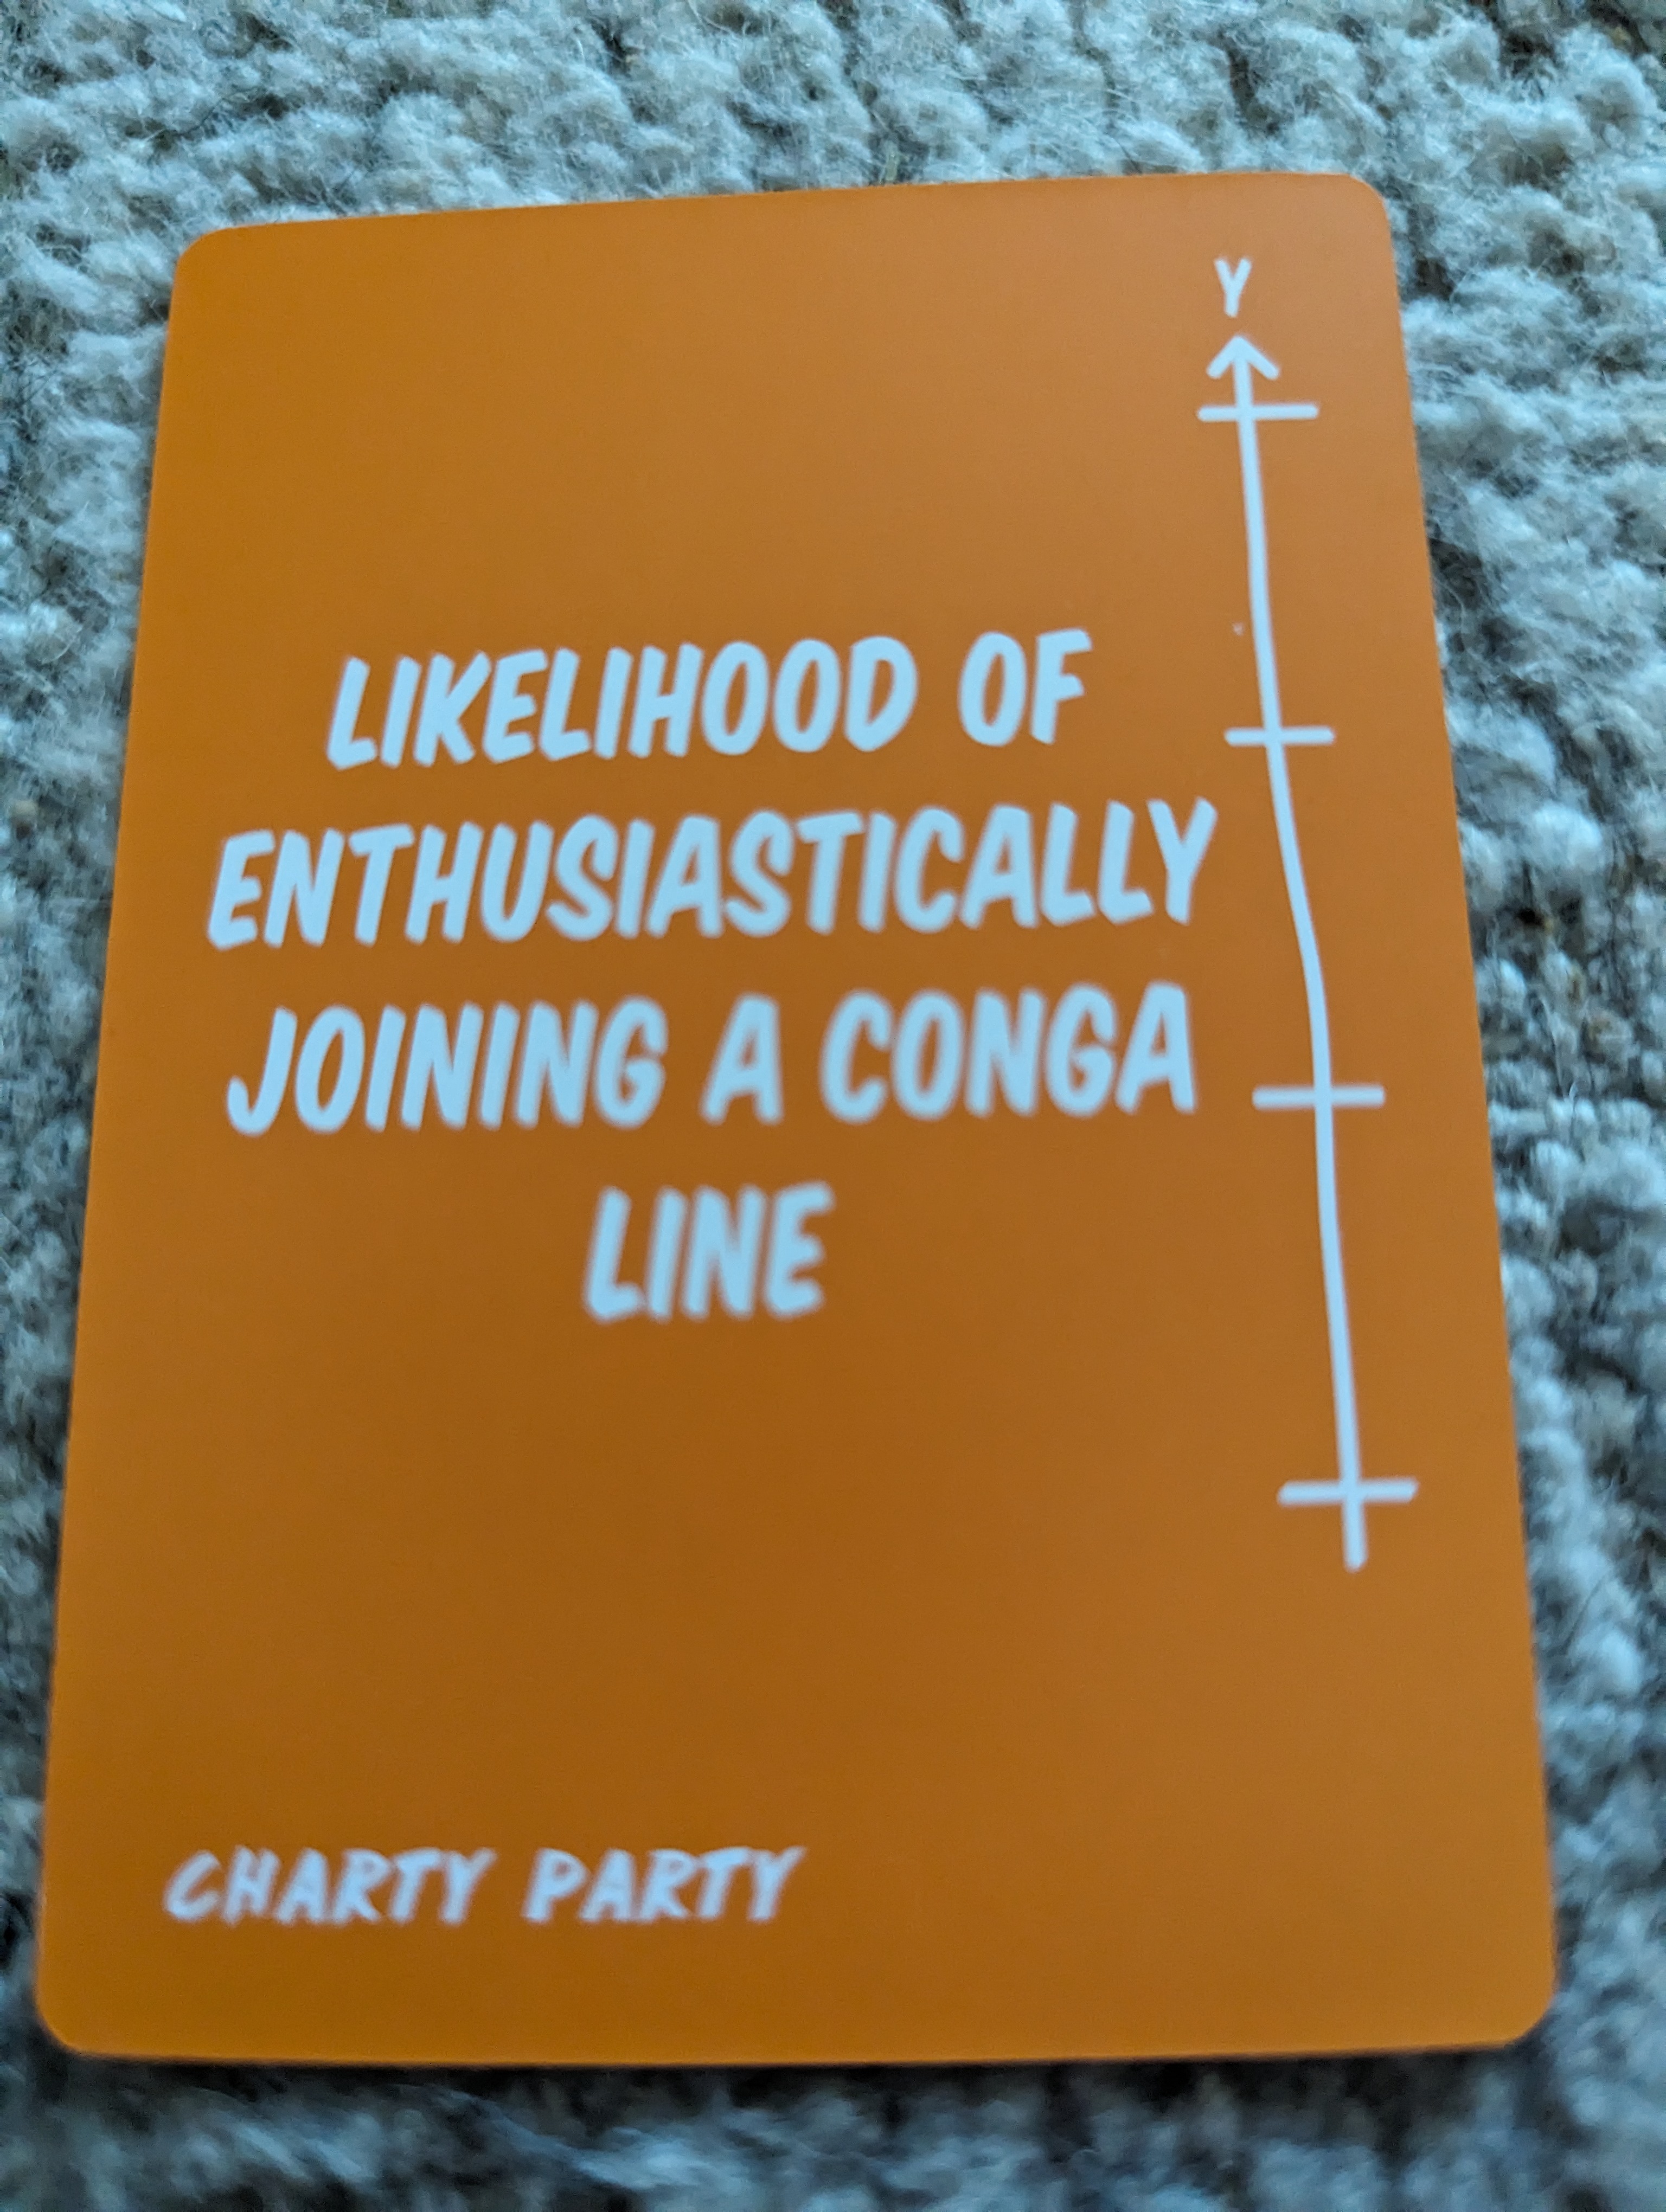 Y
LIKELIHOOD OF
ENTHUSIASTICALLY
JOINING A CONGA
LINE
CHARTY PARTY